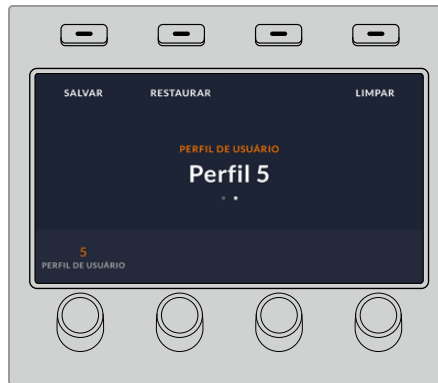 SALVAR RESTAURAR LIMPAR
PERFIL DE USUÁRIO
Perfil 5
5
PERFIL DE USUÁRIO